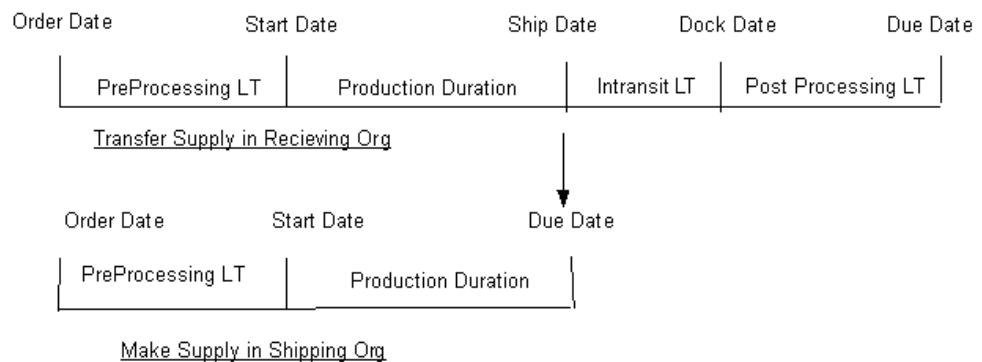 Order Date Start Date Ship Date Dock Date Due Date
PreProcessing LT Production Duration Intransit LT Post Processing LT
Transfer Supply in Recieving Org
Order Date Start Date Due Date
PreProcessing LT Production Duration
Make Supply in Shipping Org